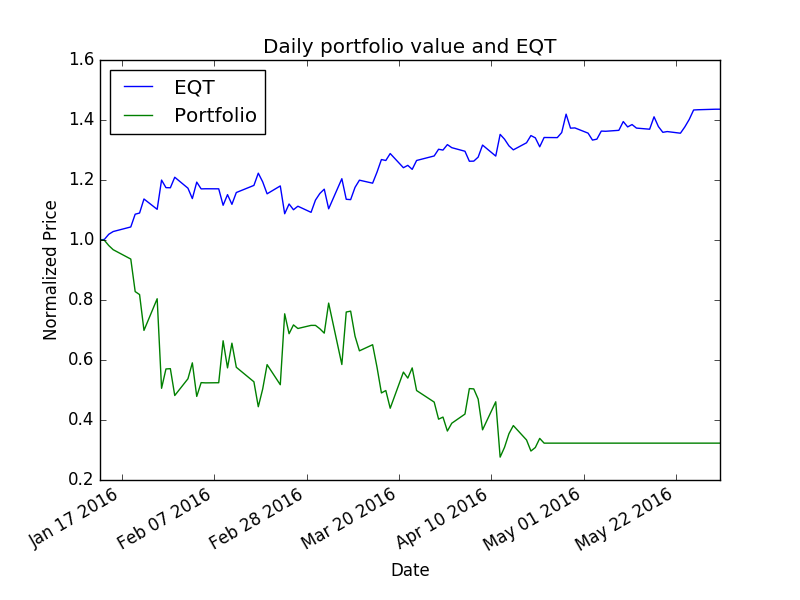 Daily portfolio value and EQT
EQT
Portfolio
Normalized Price
1.6
1.4
1.2
1.0
0.8
0.6
0.4
0.2
Jan 17 2016
Feb 07 2016
Feb 28 2016
Mar 20 2016
Apr 10 2016
May 01 2016
May 22 2016
Date